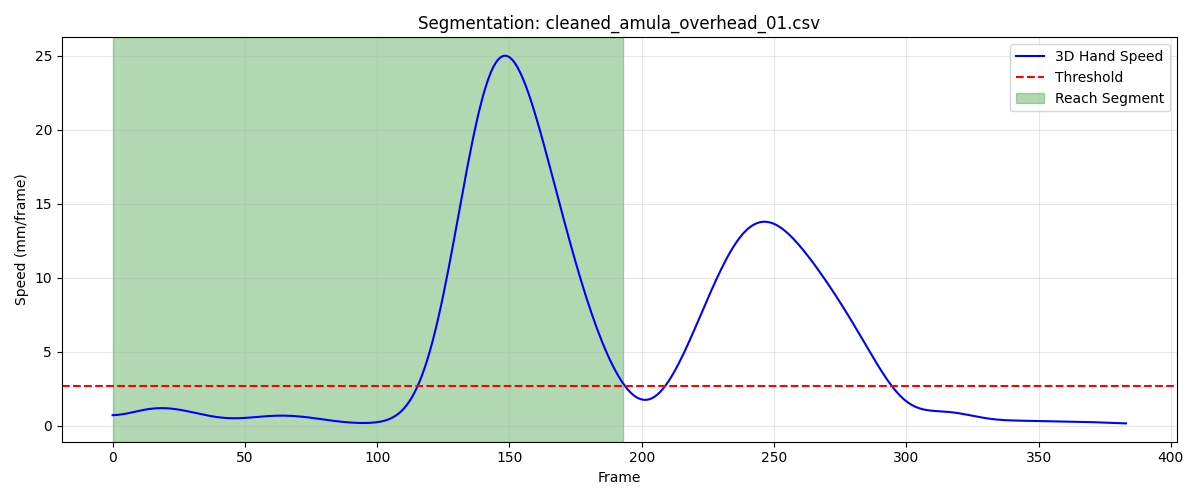 Segmentation: cleaned_amula_overhead_01.csv
3D Hand Speed
Threshold
Reach Segment
Speed (mm/frame)
25
20
15
10
5
0
0 50 100 150 200 250 300 350 400
Frame